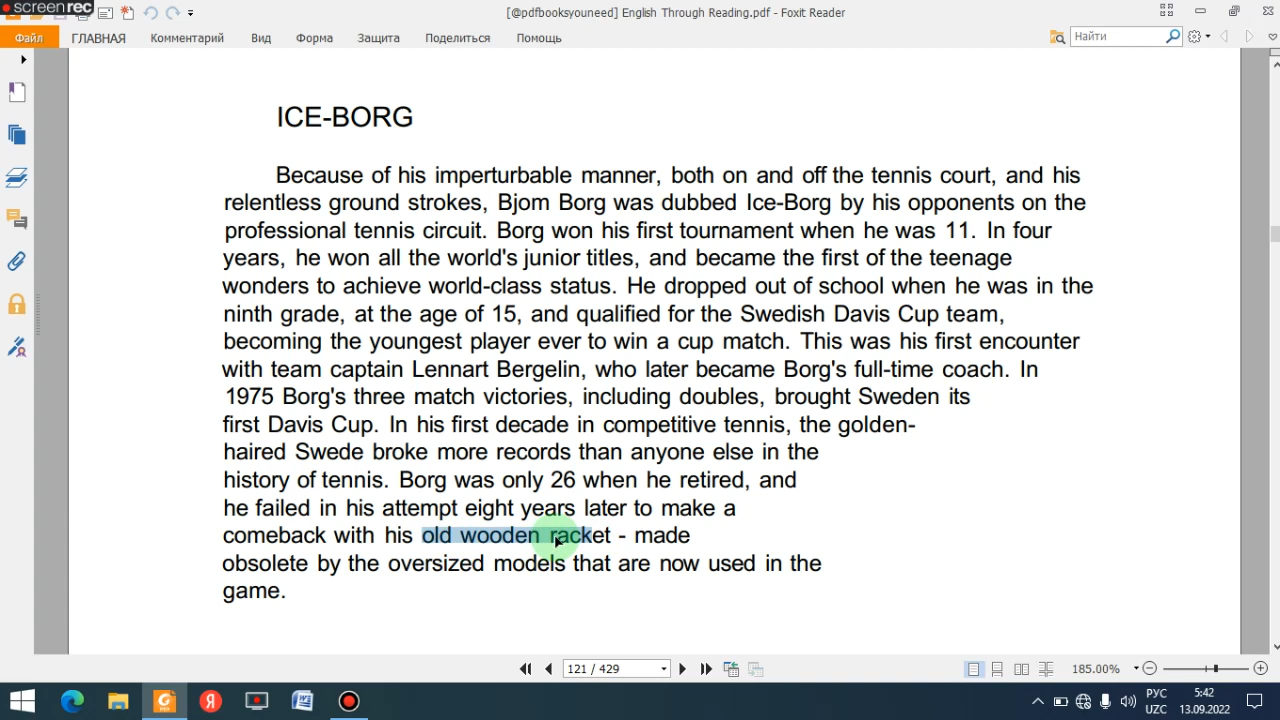 screenrec
[@pdfbooksyouneed] English Through Reading.pdf - Foxit Reader
Файл ГЛАВНАЯ Комментарий Вид Форма Защита Поделиться Помощь Найти
ICE-BORG
Because of his imperturbable manner, both on and off the tennis court, and his
relentless ground strokes, Bjom Borg was dubbed Ice-Borg by his opponents on the
professional tennis circuit. Borg won his first tournament when he was 11. In four
years, he won all the world's junior titles, and became the first of the teenage
wonders to achieve world-class status. He dropped out of school when he was in the
ninth grade, at the age of 15, and qualified for the Swedish Davis Cup team,
becoming the youngest player ever to win a cup match. This was his first encounter
with team captain Lennart Bergelin, who later became Borg's full-time coach. In
1975 Borg's three match victories, including doubles, brought Sweden its
first Davis Cup. In his first decade in competitive tennis, the golden-
haired Swede broke more records than anyone else in the
history of tennis. Borg was only 26 when he retired, and
he failed in his attempt eight years later to make a
comeback with his old wooden racket - made
obsolete by the oversized models that are now used in the
game.
121 / 429 185.00%
РУС 5:42
UZC 13.09.2022